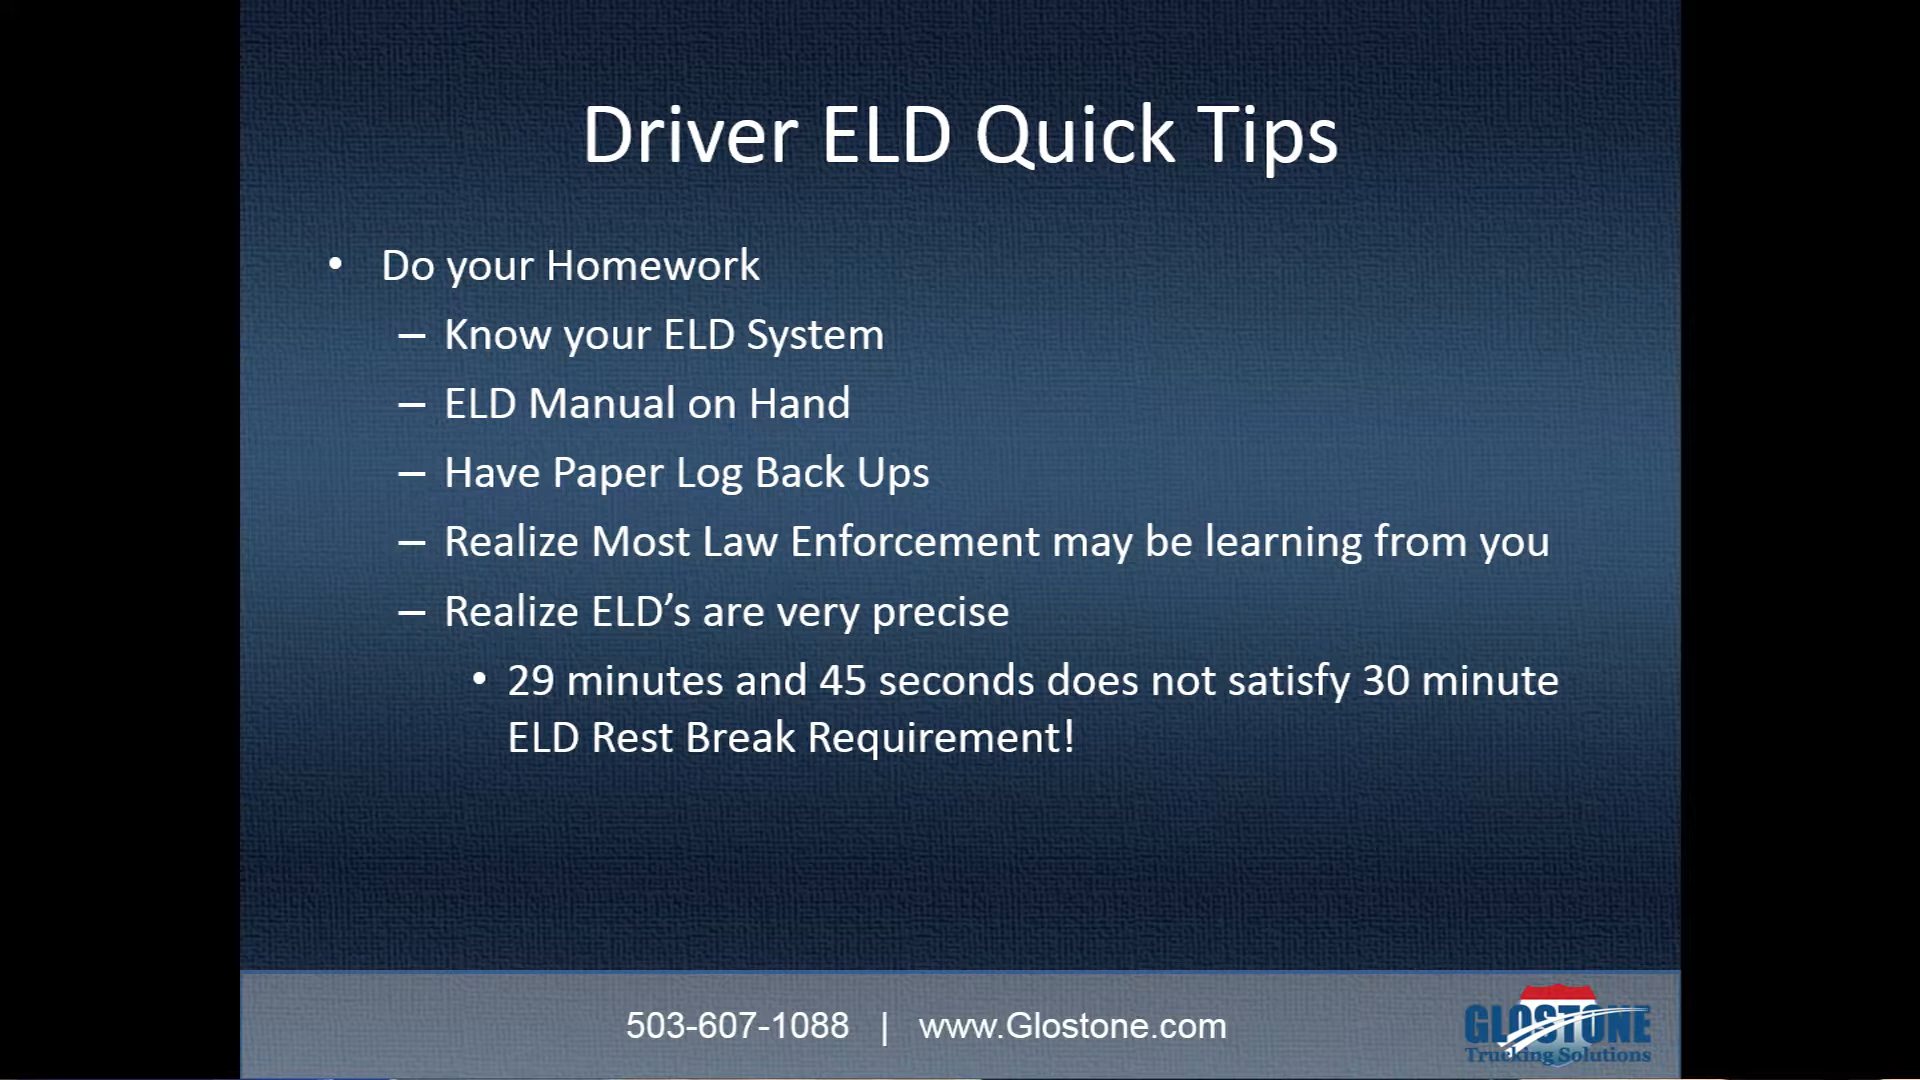 Driver ELD Quick Tips
• Do your Homework
– Know your ELD System
– ELD Manual on Hand
– Have Paper Log Back Ups
– Realize Most Law Enforcement may be learning from you
– Realize ELD’s are very precise
• 29 minutes and 45 seconds does not satisfy 30 minute
ELD Rest Break Requirement!
503-607-1088 | www.Glostone.com
GLOSTONE
Trucking Solutions